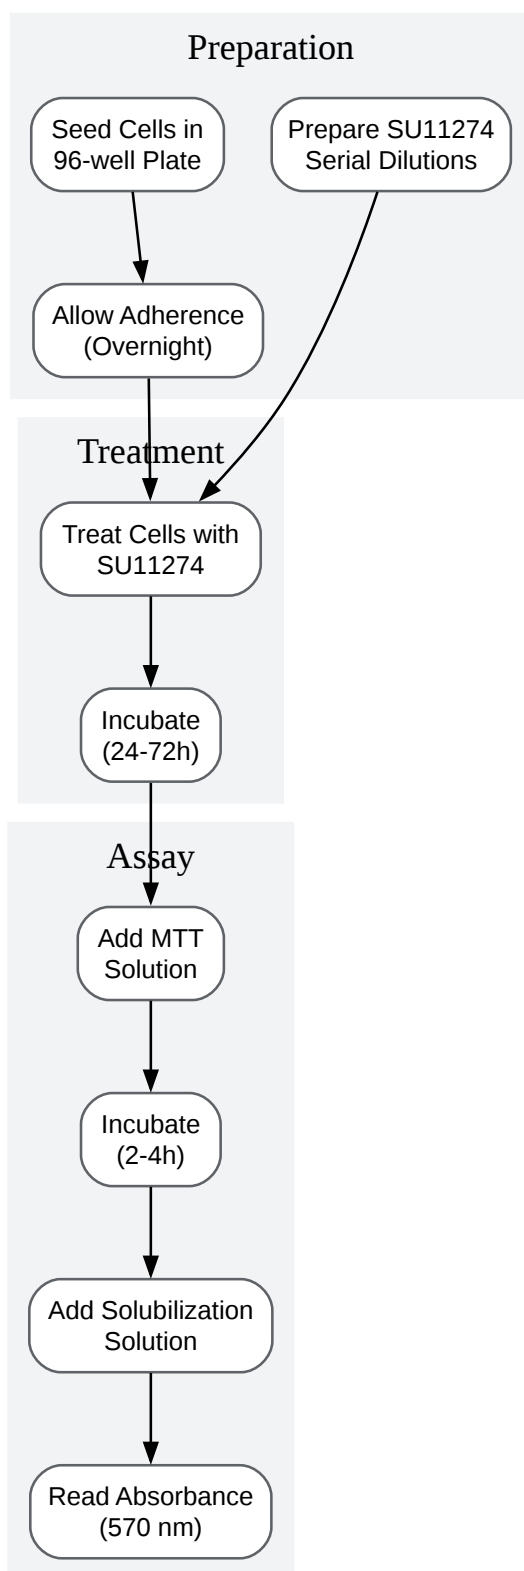 Preparation
Seed Cells in
96-well Plate
Prepare SU11274
Serial Dilutions
Allow Adherence
(Overnight)
Treatment
Treat Cells with
SU11274
Incubate
(24-72h)
Assay
Add MTT
Solution
Incubate
(2-4h)
Add Solubilization
Solution
Read Absorbance
(570 nm)